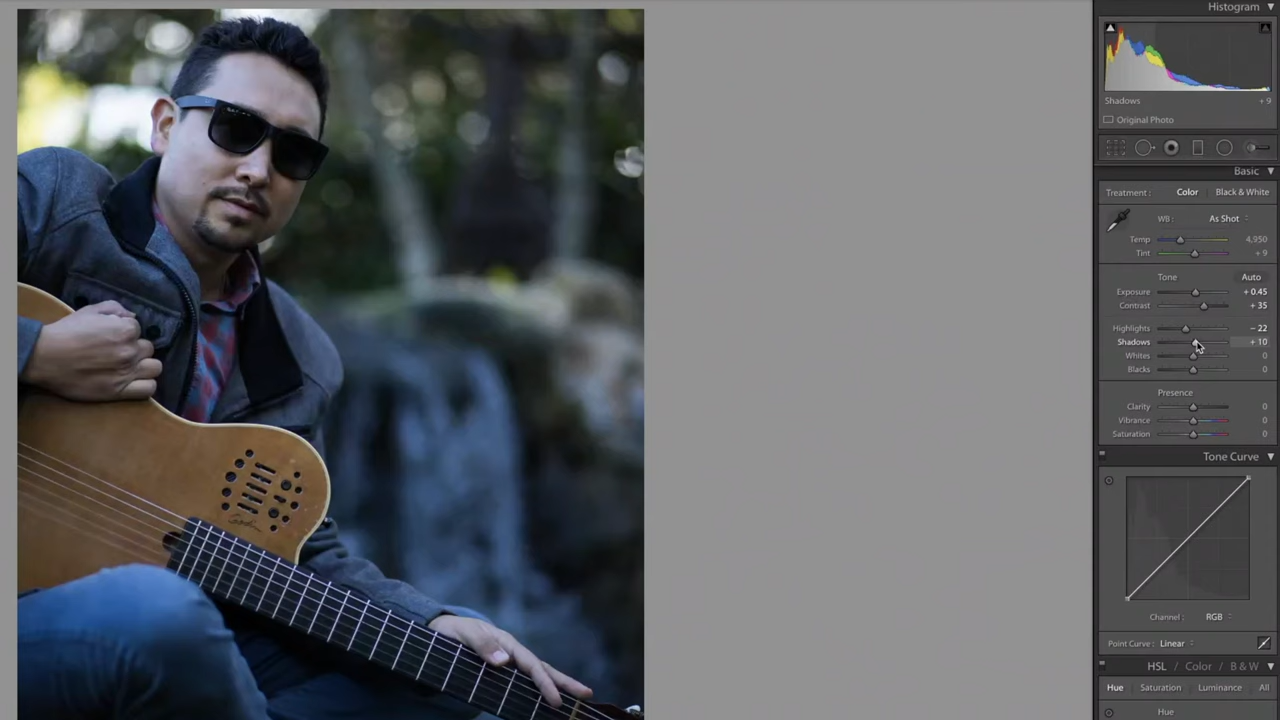 Histogram
Shadows +9
Original Photo
Basic
Treatment : Color Black & White
WB : As Shot
Temp 4,950
Tint +9
Tone Auto
Exposure + 0.45
Contrast + 35
Highlights − 22
Shadows + 10
Whites 0
Blacks 0
Presence
Clarity 0
Vibrance 0
Saturation 0
Tone Curve
Channel : RGB
Point Curve : Linear
HSL / Color / B & W
Hue Saturation Luminance All
Hue